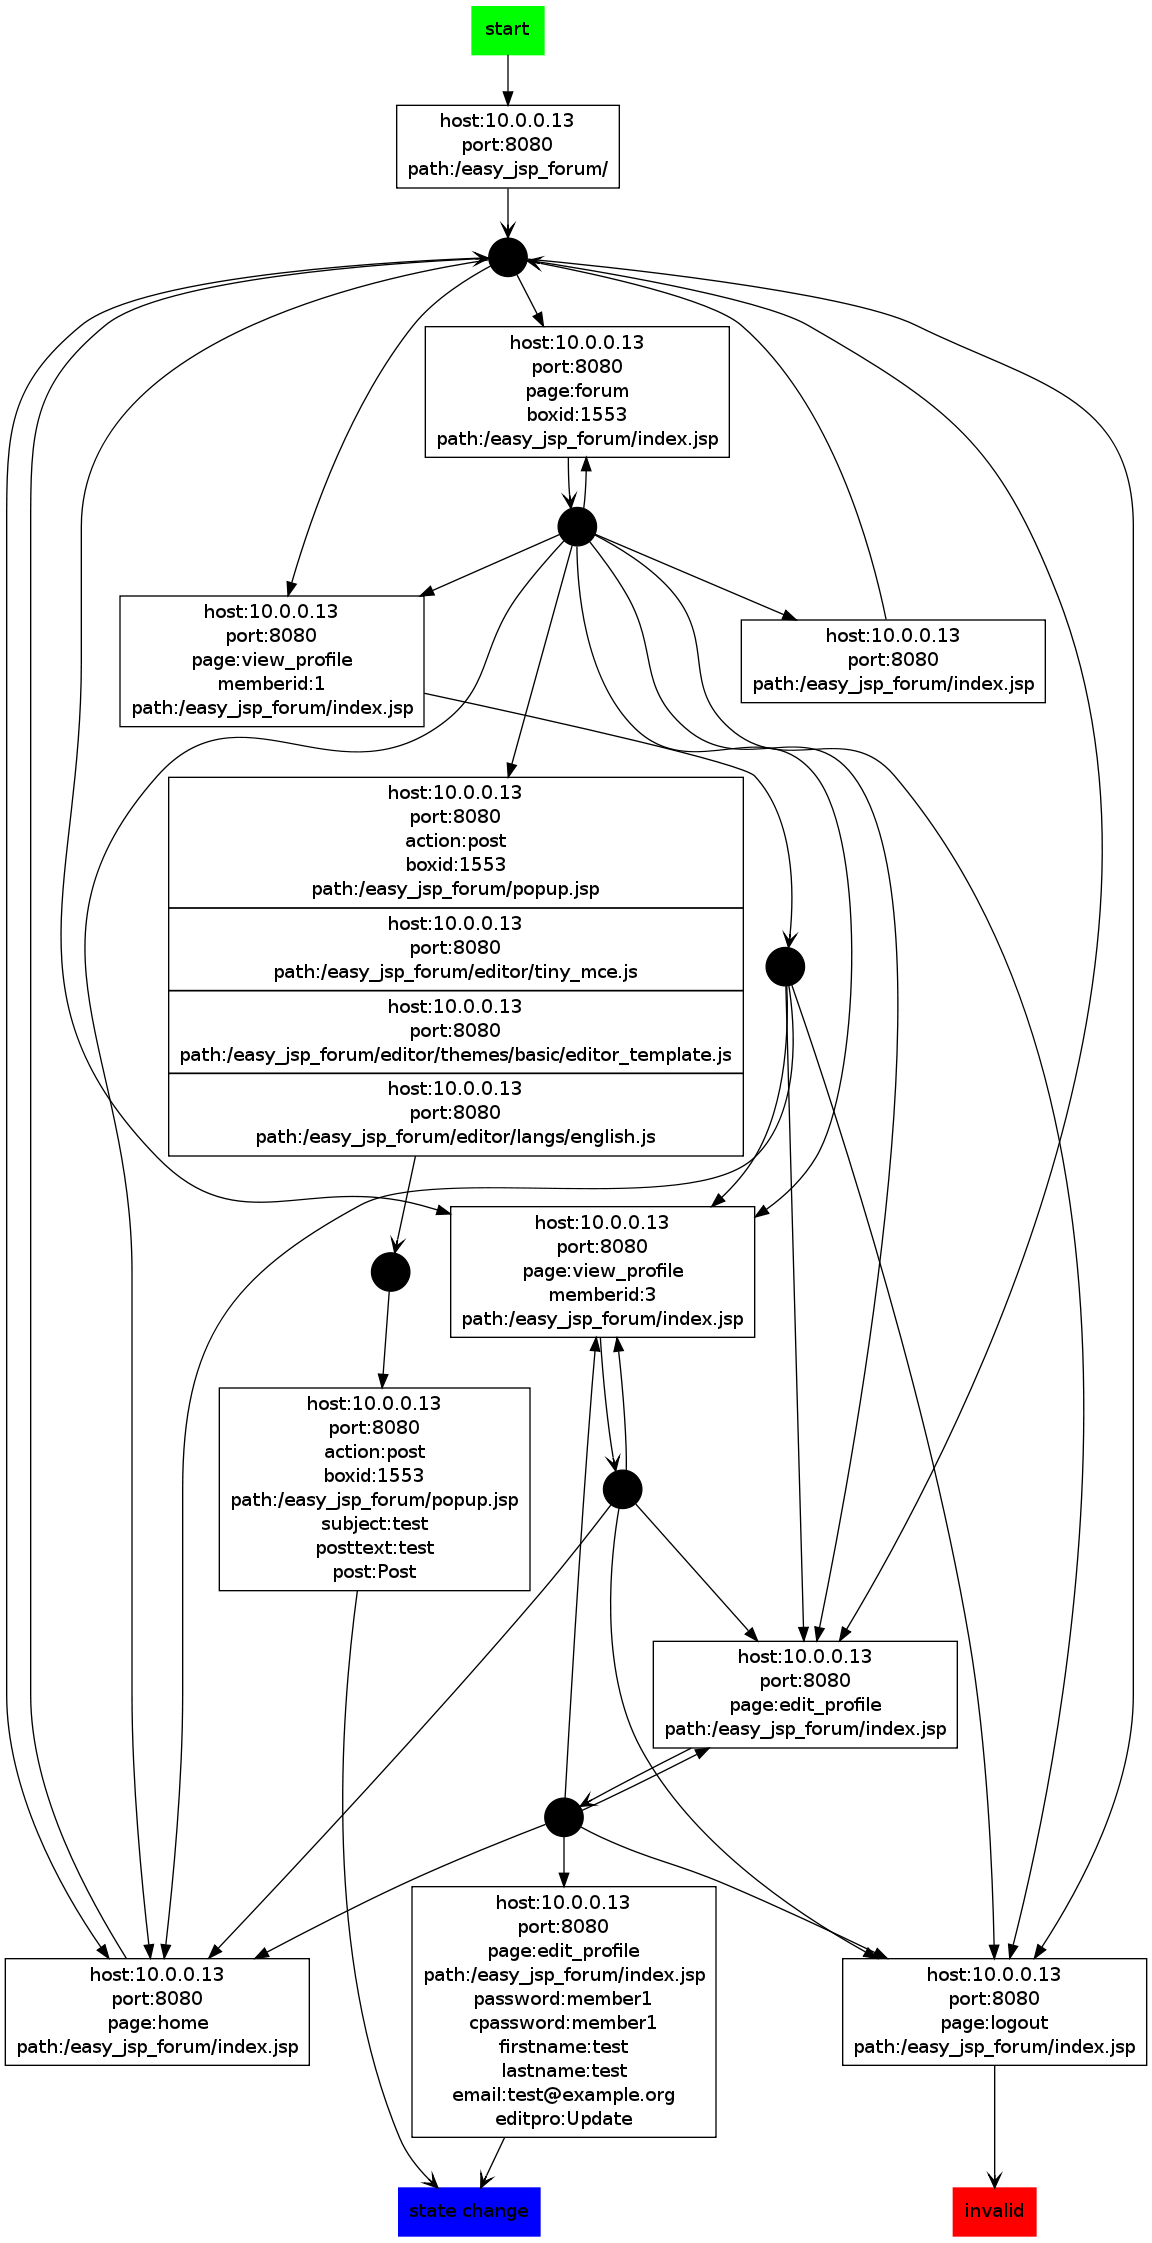 start
host:10.0.0.13
port:8080
path:/easy_jsp_forum/
host:10.0.0.13
port:8080
page:forum
boxid:1553
path:/easy_jsp_forum/index.jsp
host:10.0.0.13
port:8080
page:view_profile
memberid:1
path:/easy_jsp_forum/index.jsp
host:10.0.0.13
port:8080
path:/easy_jsp_forum/index.jsp
host:10.0.0.13
port:8080
action:post
boxid:1553
path:/easy_jsp_forum/popup.jsp
host:10.0.0.13
port:8080
path:/easy_jsp_forum/editor/tiny_mce.js
host:10.0.0.13
port:8080
path:/easy_jsp_forum/editor/themes/basic/editor_template.js
host:10.0.0.13
port:8080
path:/easy_jsp_forum/editor/langs/english.js
host:10.0.0.13
port:8080
page:view_profile
memberid:3
path:/easy_jsp_forum/index.jsp
host:10.0.0.13
port:8080
action:post
boxid:1553
path:/easy_jsp_forum/popup.jsp
subject:test
posttext:test
post:Post
host:10.0.0.13
port:8080
page:edit_profile
path:/easy_jsp_forum/index.jsp
host:10.0.0.13
port:8080
page:home
path:/easy_jsp_forum/index.jsp
host:10.0.0.13
port:8080
page:edit_profile
path:/easy_jsp_forum/index.jsp
password:member1
cpassword:member1
firstname:test
lastname:test
email:test@example.org
editpro:Update
host:10.0.0.13
port:8080
page:logout
path:/easy_jsp_forum/index.jsp
state change
invalid